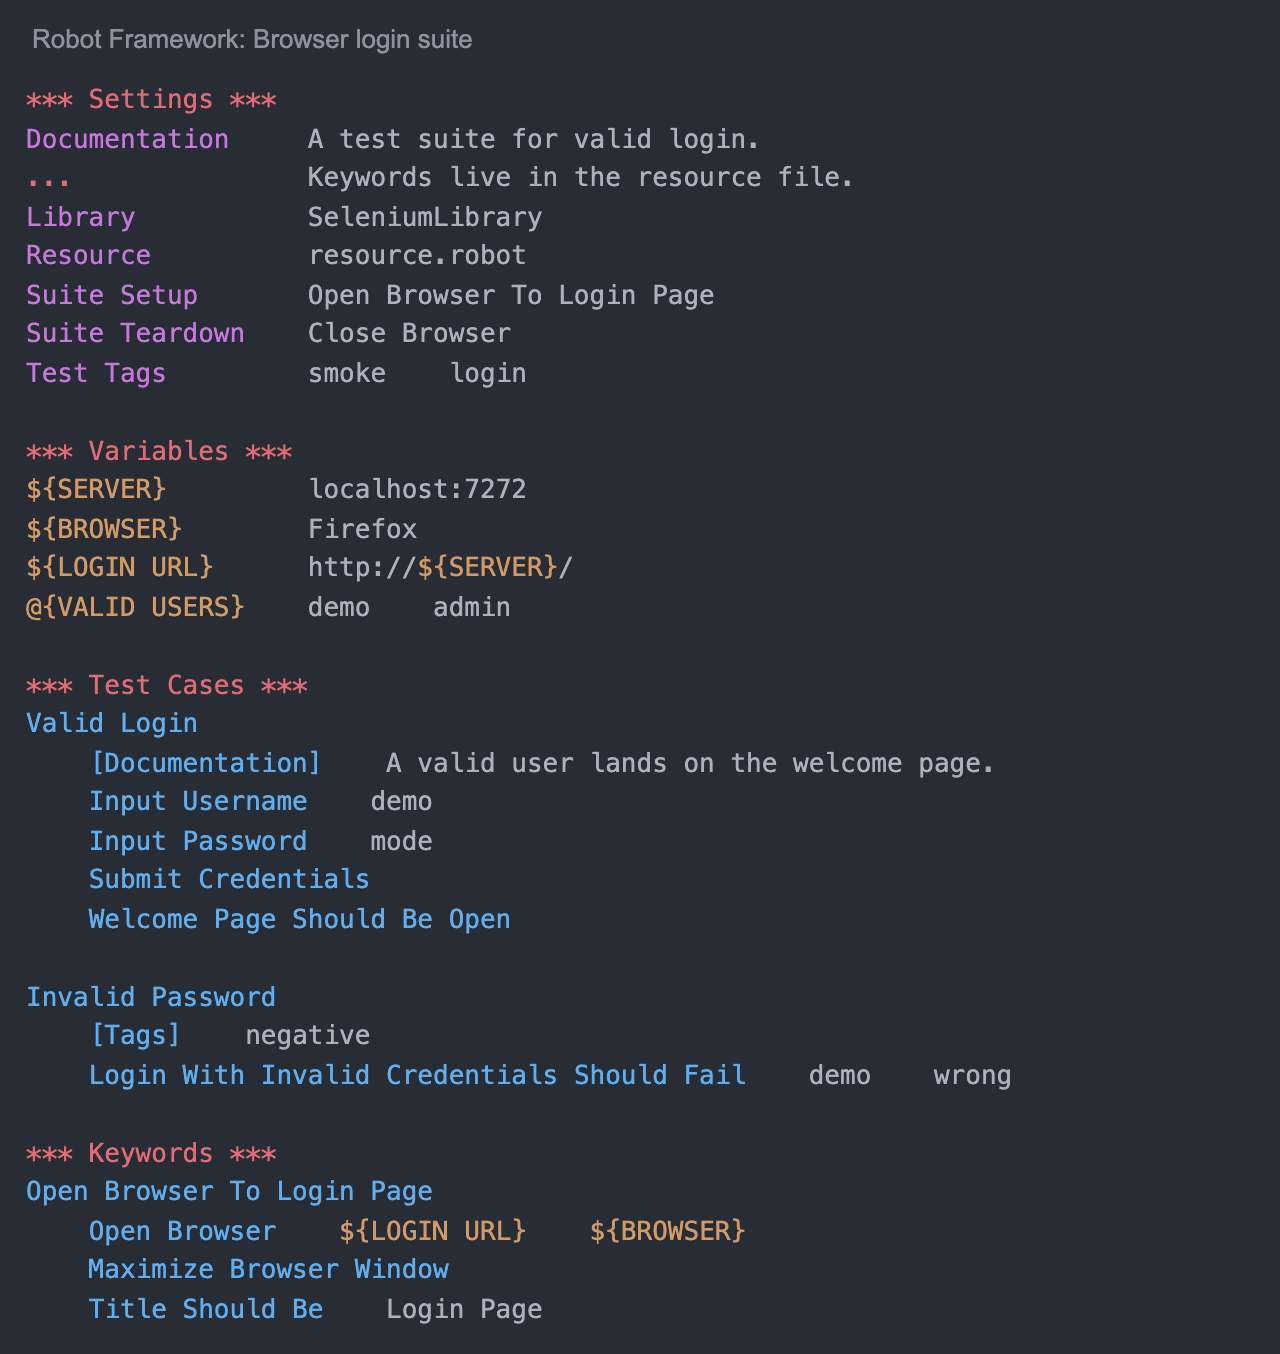 Robot Framework: Browser login suite
*** Settings ***
Documentation     A test suite for valid login.
...               Keywords live in the resource file.
Library           SeleniumLibrary
Resource          resource.robot
Suite Setup       Open Browser To Login Page
Suite Teardown    Close Browser
Test Tags         smoke    login

*** Variables ***
${SERVER}         localhost:7272
${BROWSER}        Firefox
${LOGIN URL}      http://${SERVER}/
@{VALID USERS}    demo    admin

*** Test Cases ***
Valid Login
    [Documentation]    A valid user lands on the welcome page.
    Input Username    demo
    Input Password    mode
    Submit Credentials
    Welcome Page Should Be Open

Invalid Password
    [Tags]    negative
    Login With Invalid Credentials Should Fail    demo    wrong

*** Keywords ***
Open Browser To Login Page
    Open Browser    ${LOGIN URL}    ${BROWSER}
    Maximize Browser Window
    Title Should Be    Login Page